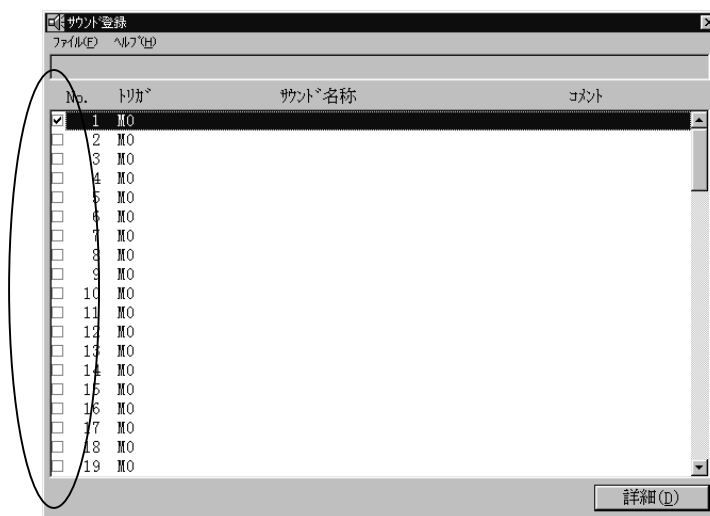 サウンド登録
ファイル(F) ヘルプ(H)
No. トリガ サウンド名称 コメント
1 M0
2 M0
3 M0
4 M0
5 M0
6 M0
7 M0
8 M0
9 M0
10 M0
11 M0
12 M0
13 M0
14 M0
15 M0
16 M0
17 M0
18 M0
19 M0
詳細(D)